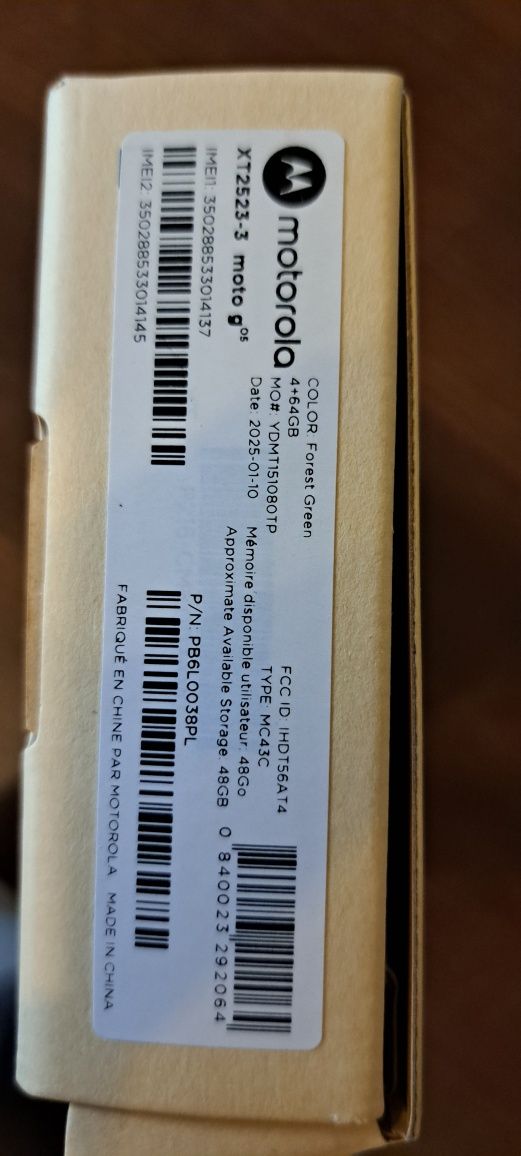 motorola
XT2523-3 moto g05
IMEI1: 350288533014137
IMEI2: 350288533014145
COLOR: Forest Green
4+64GB
MO#: YDMT151080TP
Date: 2025-01-10
FCC ID: IHDT56AT4
TYPE: MC43C
Mémoire disponible utilisateur: 48Go
Approximate Available Storage: 48GB
0 840023 292064
P/N: PB6L0038PL
FABRIQUÉ EN CHINE PAR MOTOROLA MADE IN CHINA